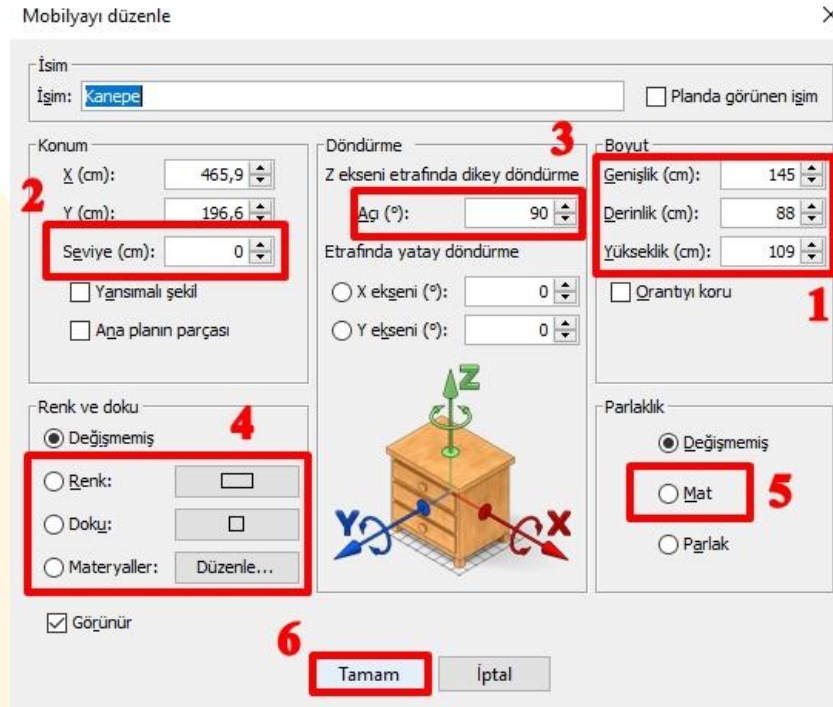 Mobilyayı düzenle
İsim
İsim: Kanepe
Planda görünen isim
Konum
X (cm): 465,9
2
Y (cm): 196,6
Seviye (cm): 0
Yansımalı şekil
Ana planın parçası
Döndürme
3
Z ekseni etrafında dikey döndürme
Açı (°): 90
Etrafında yatay döndürme
X ekseni (°): 0
Y ekseni (°): 0
Z
Y
X
Boyut
Genişlik (cm): 145
Derinlik (cm): 88
Yükseklik (cm): 109
Orantıyı koru
1
Renk ve doku
4
Değişmemiş
Renk:
Doku:
Materyaller: Düzenle...
Parlaklık
Değişmemiş
Mat
5
Parlak
Görünür
6
Tamam
İptal